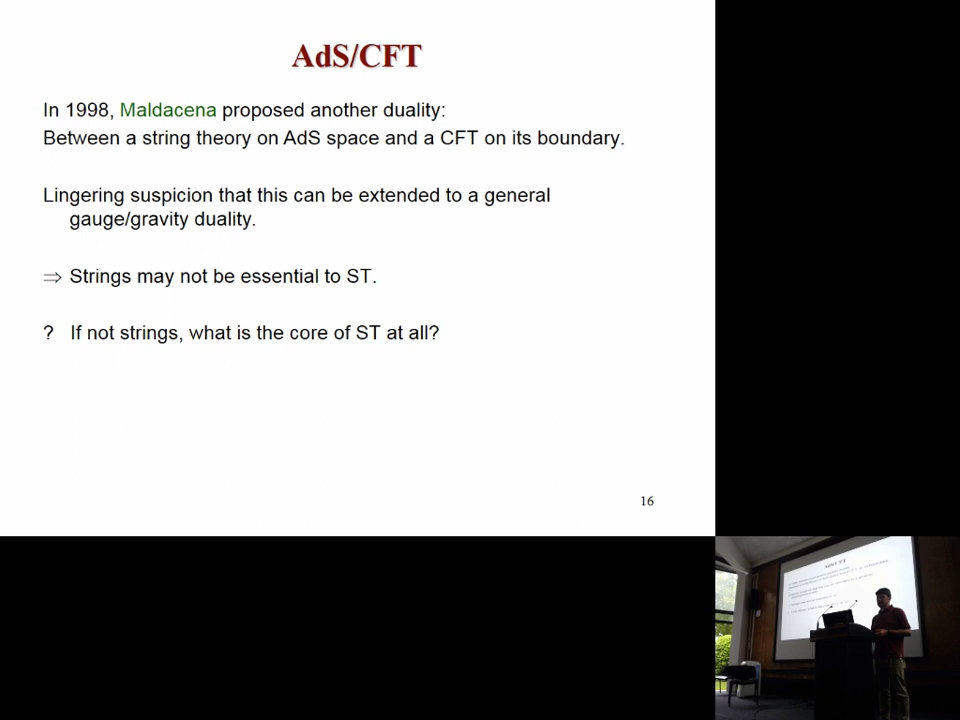 AdS/CFT
In 1998, Maldacena proposed another duality:
Between a string theory on AdS space and a CFT on its boundary.
Lingering suspicion that this can be extended to a general
gauge/gravity duality.
⇒ Strings may not be essential to ST.
? If not strings, what is the core of ST at all?
16
AdS/CFT